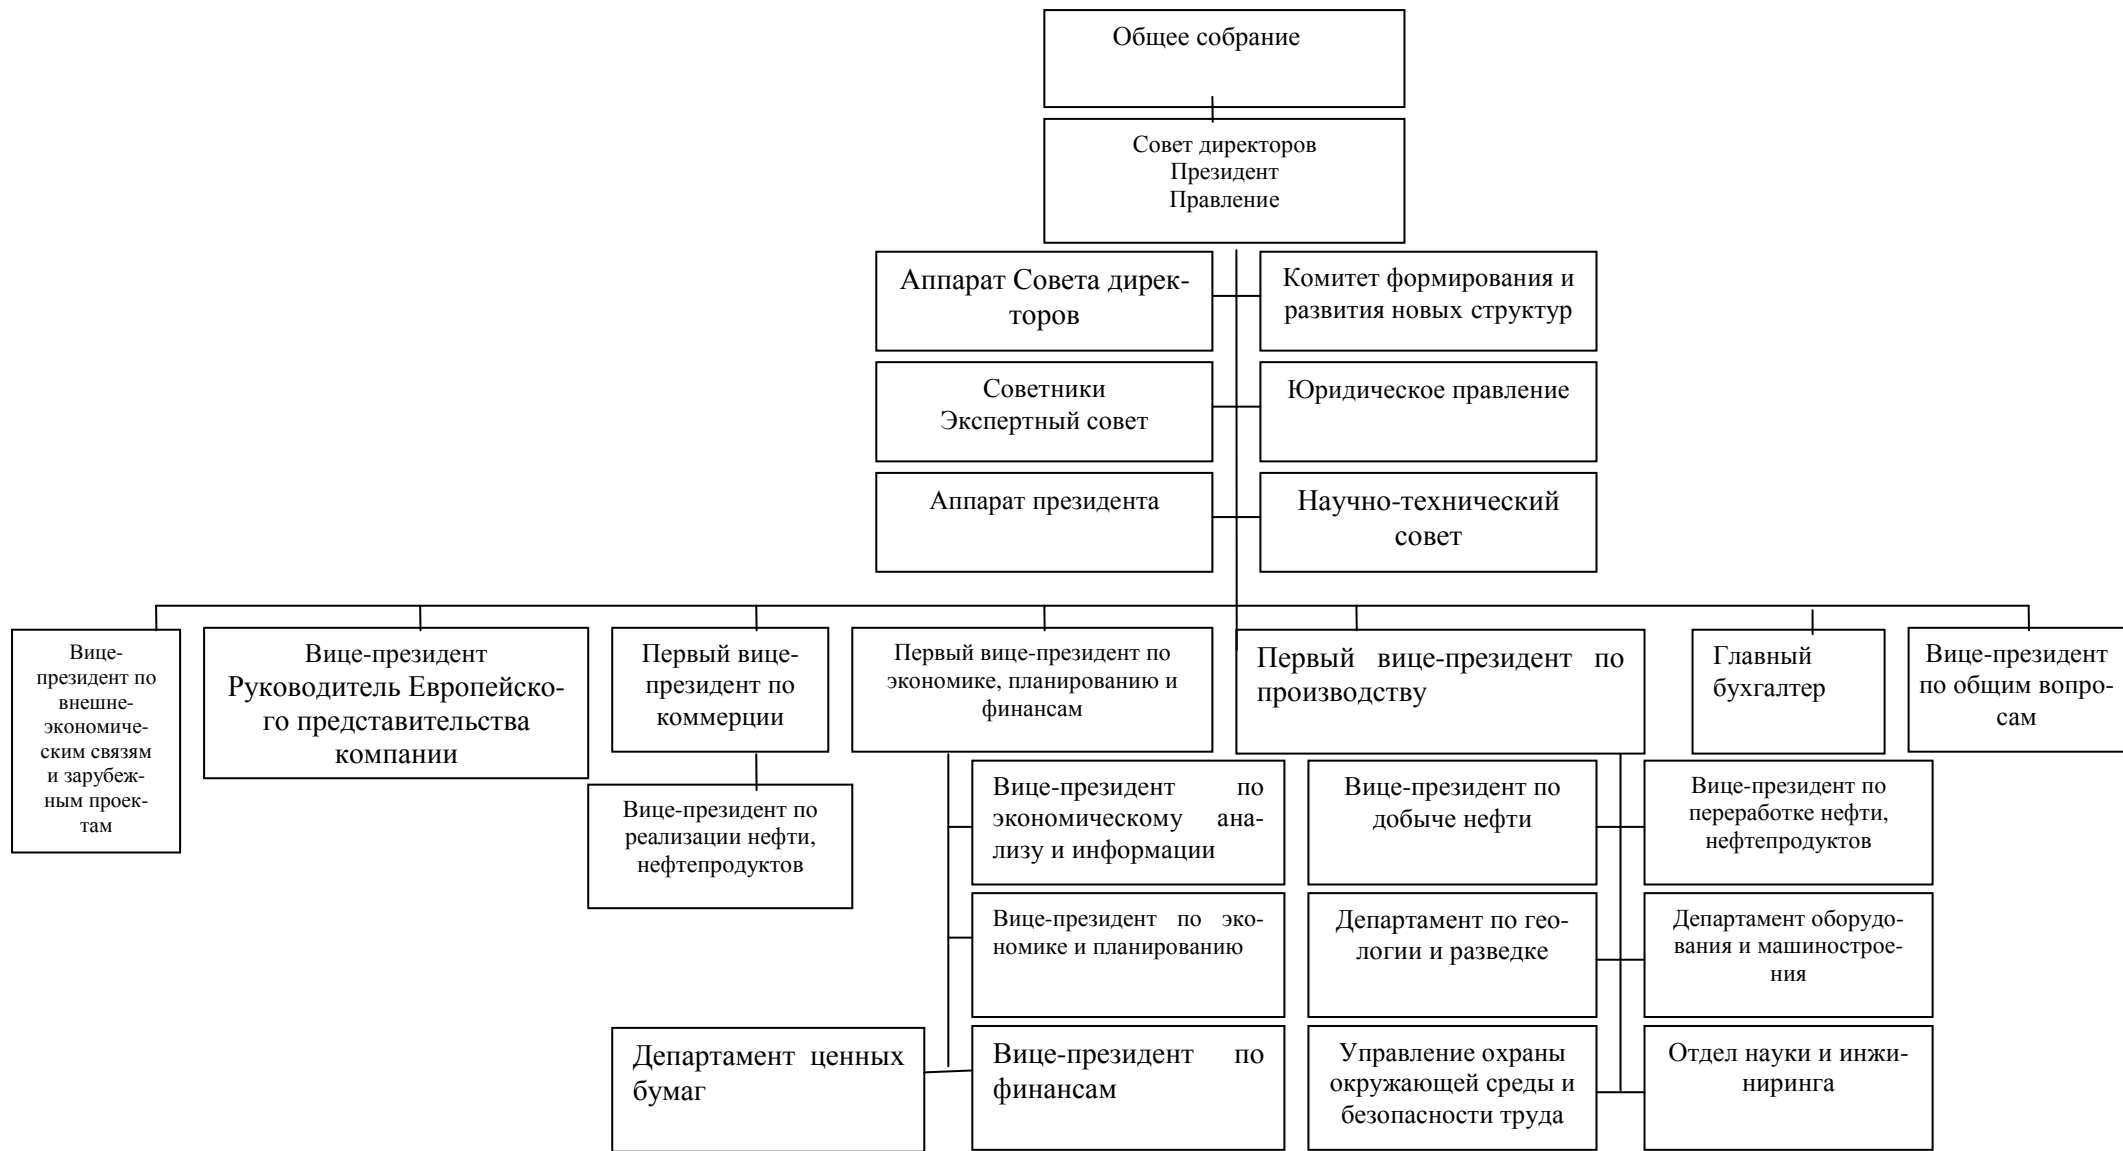 Общее собрание
Совет директоров
Президент
Правление
Аппарат Совета дирек-
торов
Комитет формирования и
развития новых структур
Советники
Экспертный совет
Юридическое правление
Аппарат президента
Научно-технический
совет
Вице-
президент по
внешне-
экономиче-
ским связям
и зарубеж-
ным проек-
там
Вице-президент
Руководитель Европейско-
го представительства
компании
Первый вице-
президент по
коммерции
Первый вице-президент по
экономике, планированию и
финансам
Первый вице-президент по
производству
Главный
бухгалтер
Вице-президент
по общим вопро-
сам
Вице-президент по
реализации нефти,
нефтепродуктов
Вице-президент по
экономическому ана-
лизу и информации
Вице-президент по
добыче нефти
Вице-президент по
переработке нефти,
нефтепродуктов
Вице-президент по эко-
номике и планированию
Департамент по гео-
логии и разведке
Департамент оборудо-
вания и машинострое-
ния
Департамент ценных
бумаг
Вице-президент по
финансам
Управление охраны
окружающей среды и
безопасности труда
Отдел науки и инжи-
ниринга